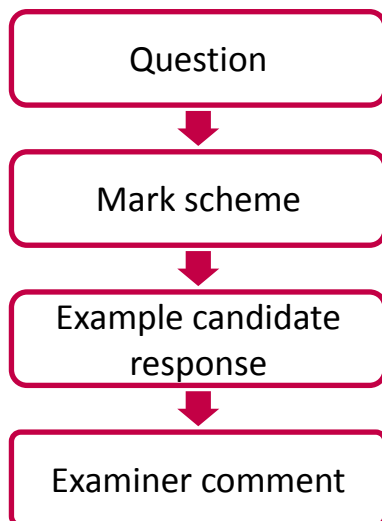 Question
Mark scheme
Example candidate
response
Examiner comment